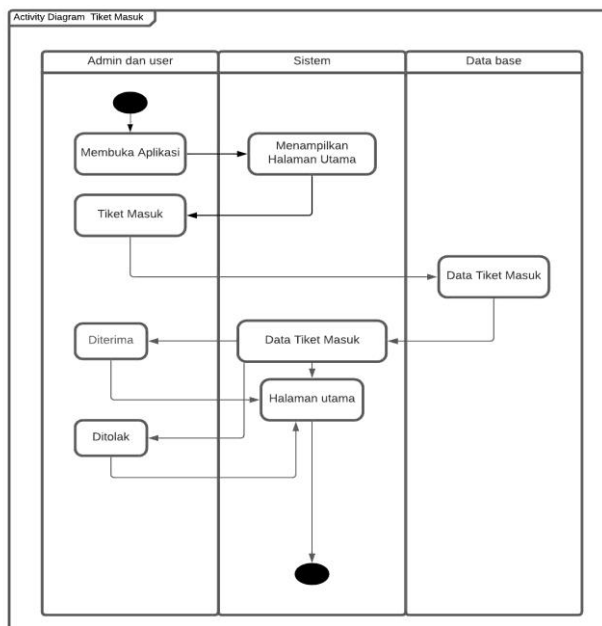 Activity Diagram Tiket Masuk
Admin dan user
Sistem
Data base
Membuka Aplikasi
Menampilkan
Halaman Utama
Tiket Masuk
Data Tiket Masuk
Diterima
Data Tiket Masuk
Halaman utama
Ditolak